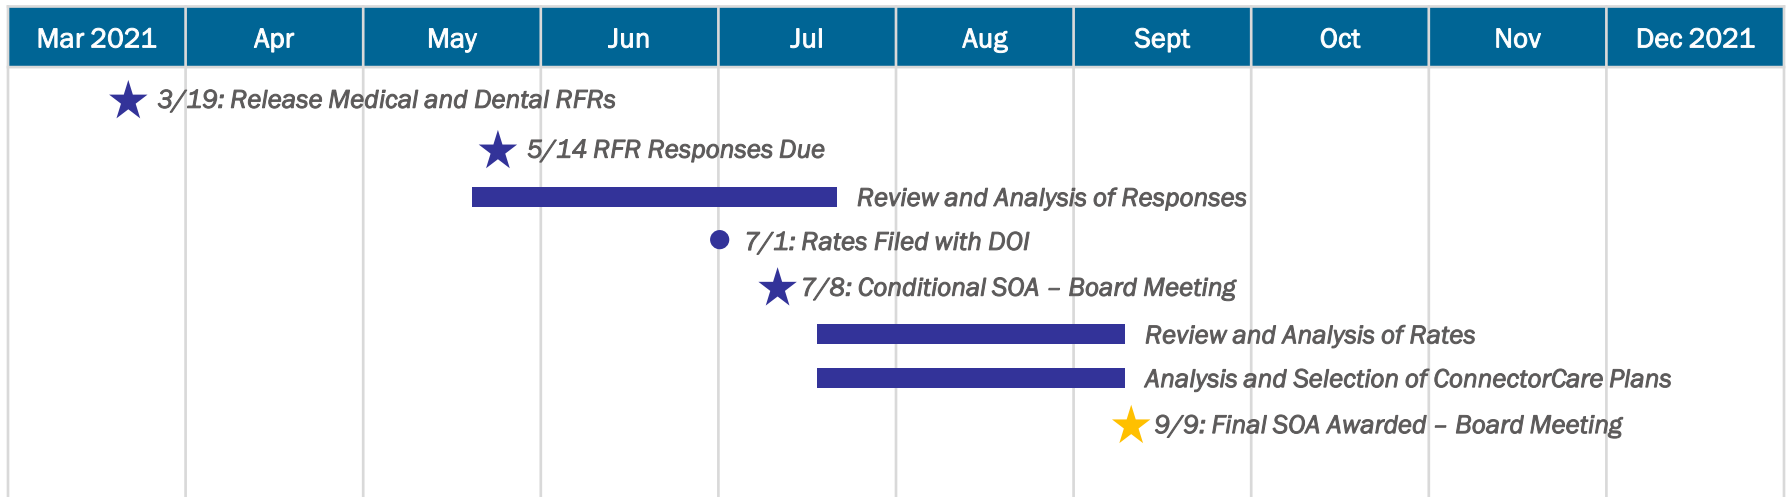 Mar 2021 Apr May Jun Jul Aug Sept Oct Nov Dec 2021
3/19: Release Medical and Dental RFRs
5/14 RFR Responses Due
Review and Analysis of Responses
7/1: Rates Filed with DOI
7/8: Conditional SOA – Board Meeting
Review and Analysis of Rates
Analysis and Selection of ConnectorCare Plans
9/9: Final SOA Awarded – Board Meeting